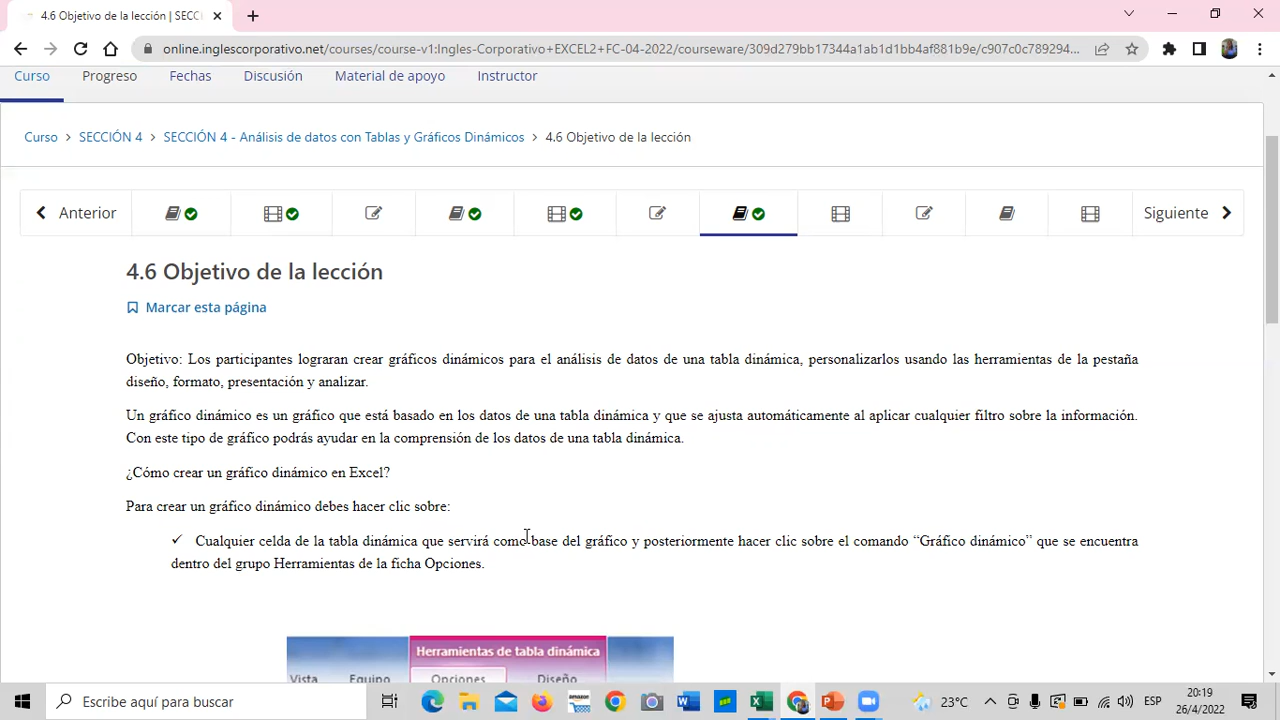 4.6 Objetivo de la lección | SECC
online.inglescorporativo.net/courses/course-v1:Ingles-Corporativo+EXCEL2+FC-04-2022/courseware/309d279bb17344a1ab1d1bb4af881b9e/c907c0c789294...
Curso Progreso Fechas Discusión Material de apoyo Instructor
Curso > SECCIÓN 4 > SECCIÓN 4 - Análisis de datos con Tablas y Gráficos Dinámicos > 4.6 Objetivo de la lección
Anterior Siguiente
4.6 Objetivo de la lección
Marcar esta página
Objetivo: Los participantes lograran crear gráficos dinámicos para el análisis de datos de una tabla dinámica, personalizarlos usando las herramientas de la pestaña
diseño, formato, presentación y analizar.
Un gráfico dinámico es un gráfico que está basado en los datos de una tabla dinámica y que se ajusta automáticamente al aplicar cualquier filtro sobre la información.
Con este tipo de gráfico podrás ayudar en la comprensión de los datos de una tabla dinámica.
¿Cómo crear un gráfico dinámico en Excel?
Para crear un gráfico dinámico debes hacer clic sobre:
✓ Cualquier celda de la tabla dinámica que servirá como base del gráfico y posteriormente hacer clic sobre el comando “Gráfico dinámico” que se encuentra
dentro del grupo Herramientas de la ficha Opciones.
Herramientas de tabla dinámica
Vista Equipo Opciones Diseño
Escribe aquí para buscar
23°C ESP 20:19
26/4/2022